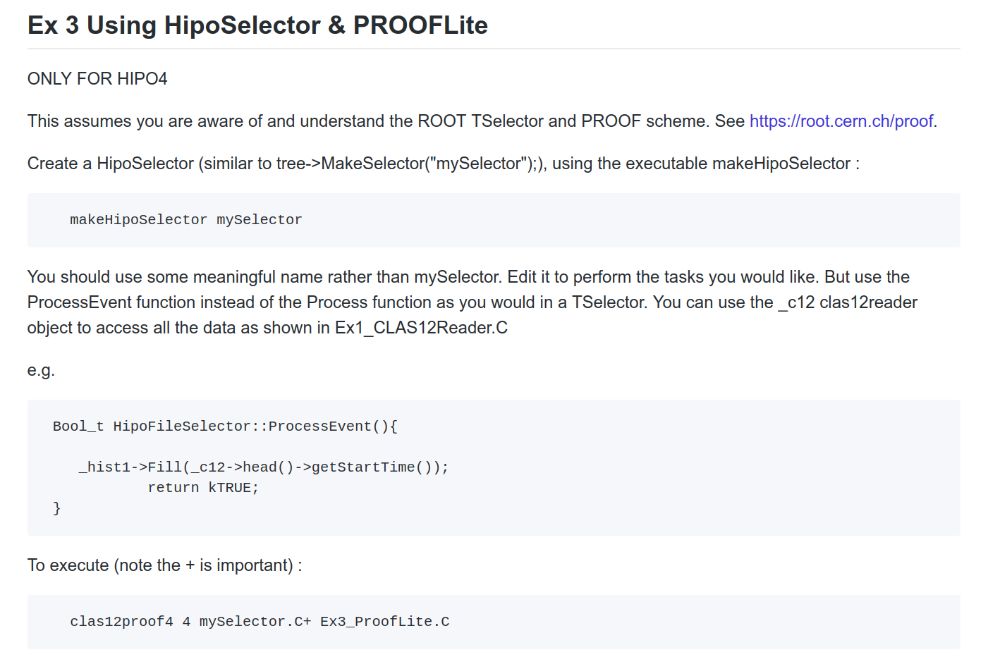 Ex 3 Using HipoSelector & PROOFLite
ONLY FOR HIPO4
This assumes you are aware of and understand the ROOT TSelector and PROOF scheme. See https://root.cern.ch/proof.
Create a HipoSelector (similar to tree->MakeSelector("mySelector");), using the executable makeHipoSelector :
makeHipoSelector mySelector
You should use some meaningful name rather than mySelector. Edit it to perform the tasks you would like. But use the
ProcessEvent function instead of the Process function as you would in a TSelector. You can use the _c12 clas12reader
object to access all the data as shown in Ex1_CLAS12Reader.C
e.g.
Bool_t HipoFileSelector::ProcessEvent(){
_hist1->Fill(_c12->head()->getStartTime());
return kTRUE;
}
To execute (note the + is important) :
clas12proof4 4 mySelector.C+ Ex3_ProofLite.C